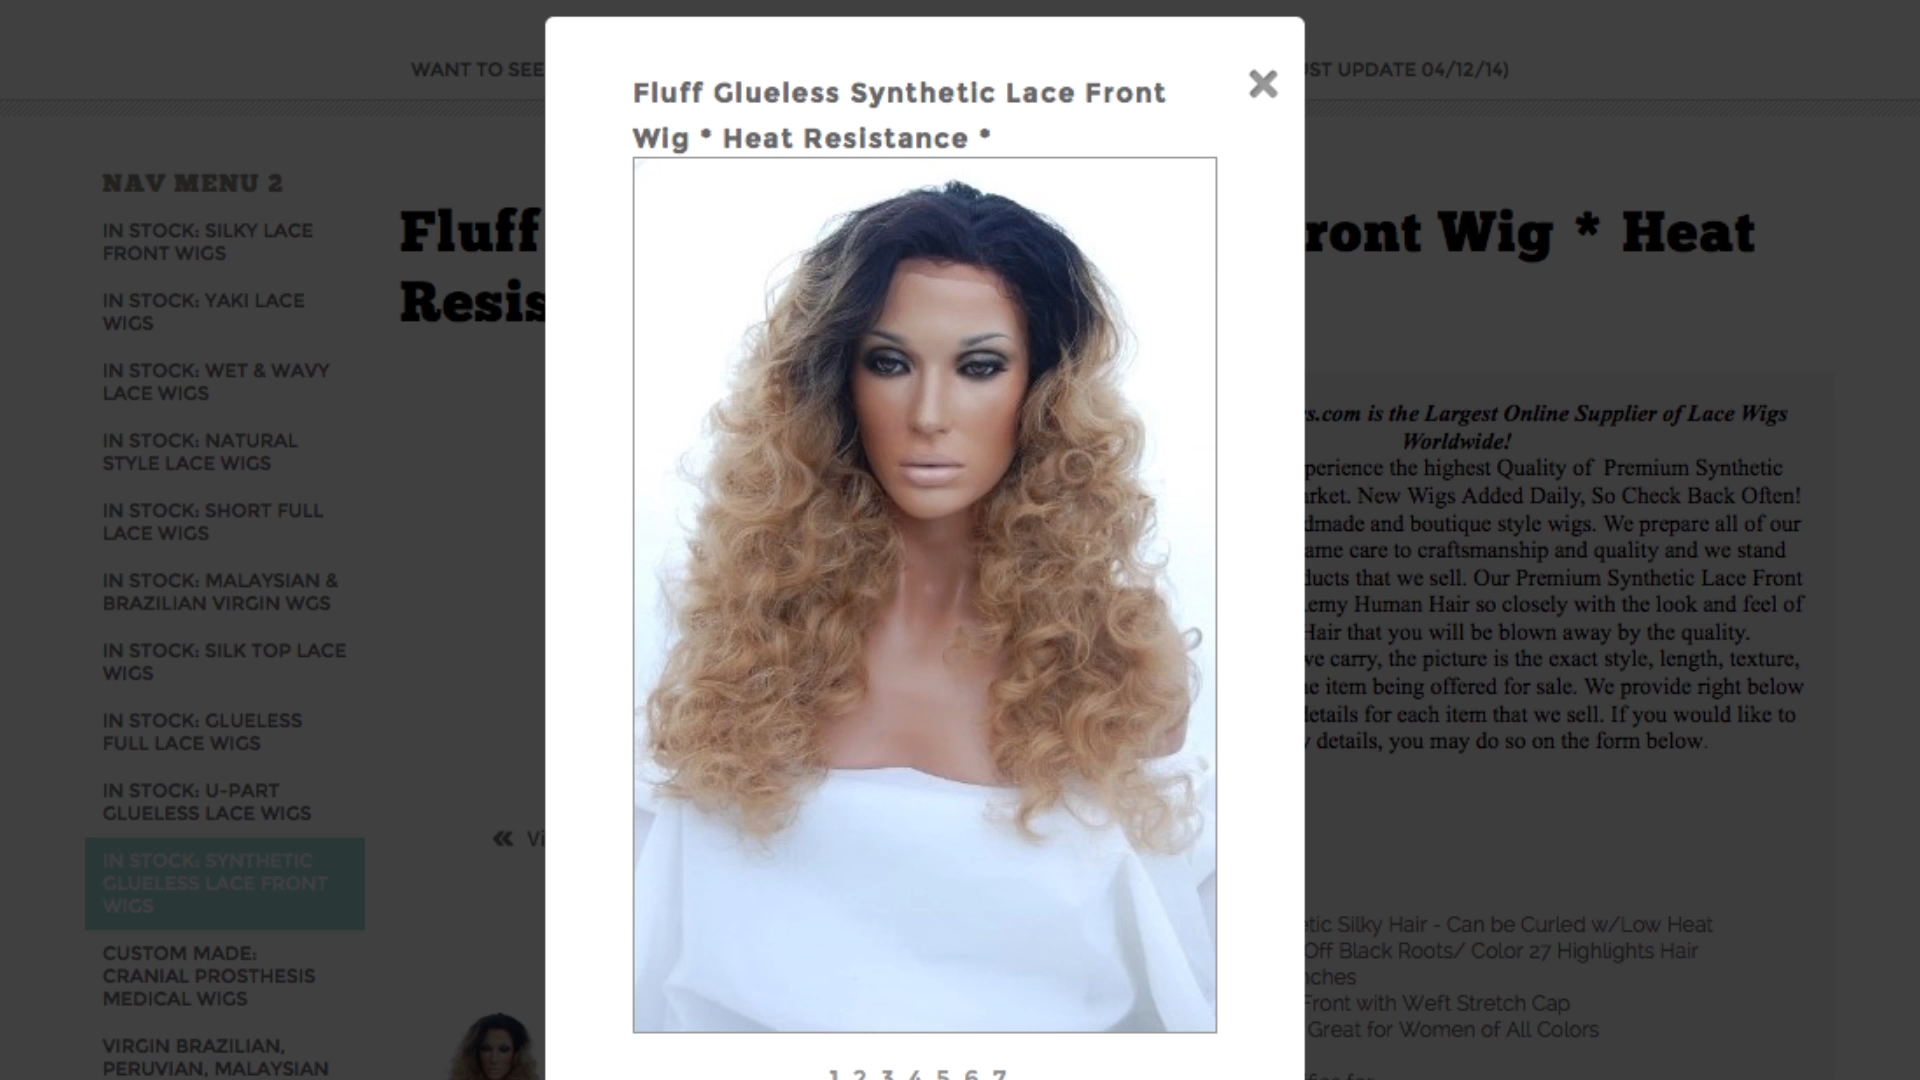 WANT TO SEE
UST UPDATE 04/12/14)
Fluff Glueless Synthetic Lace Front
Wig * Heat Resistance *
NAV MENU 2
IN STOCK: SILKY LACE
FRONT WIGS
IN STOCK: YAKI LACE
WIGS
IN STOCK: WET & WAVY
LACE WIGS
IN STOCK: NATURAL
STYLE LACE WIGS
IN STOCK: SHORT FULL
LACE WIGS
IN STOCK: MALAYSIAN &
BRAZILIAN VIRGIN WGS
IN STOCK: SILK TOP LACE
WIGS
IN STOCK: GLUELESS
FULL LACE WIGS
IN STOCK: U-PART
GLUELESS LACE WIGS
IN STOCK: SYNTHETIC
GLUELESS LACE FRONT
WIGS
CUSTOM MADE:
CRANIAL PROSTHESIS
MEDICAL WIGS
VIRGIN BRAZILIAN,
PERUVIAN, MALAYSIAN
Fluff
ront Wig * Heat
Resis
« Vi
s.com is the Largest Online Supplier of Lace Wigs
Worldwide!
perience the highest Quality of Premium Synthetic
rket. New Wigs Added Daily, So Check Back Often!
dmade and boutique style wigs. We prepare all of our
ame care to craftsmanship and quality and we stand
ducts that we sell. Our Premium Synthetic Lace Front
emy Human Hair so closely with the look and feel of
Hair that you will be blown away by the quality.
ve carry, the picture is the exact style, length, texture,
e item being offered for sale. We provide right below
details for each item that we sell. If you would like to
y details, you may do so on the form below.
etic Silky Hair - Can be Curled w/Low Heat
Off Black Roots/ Color 27 Highlights Hair
nches
Front with Weft Stretch Cap
Great for Women of All Colors
1 2 3 4 5 6 7